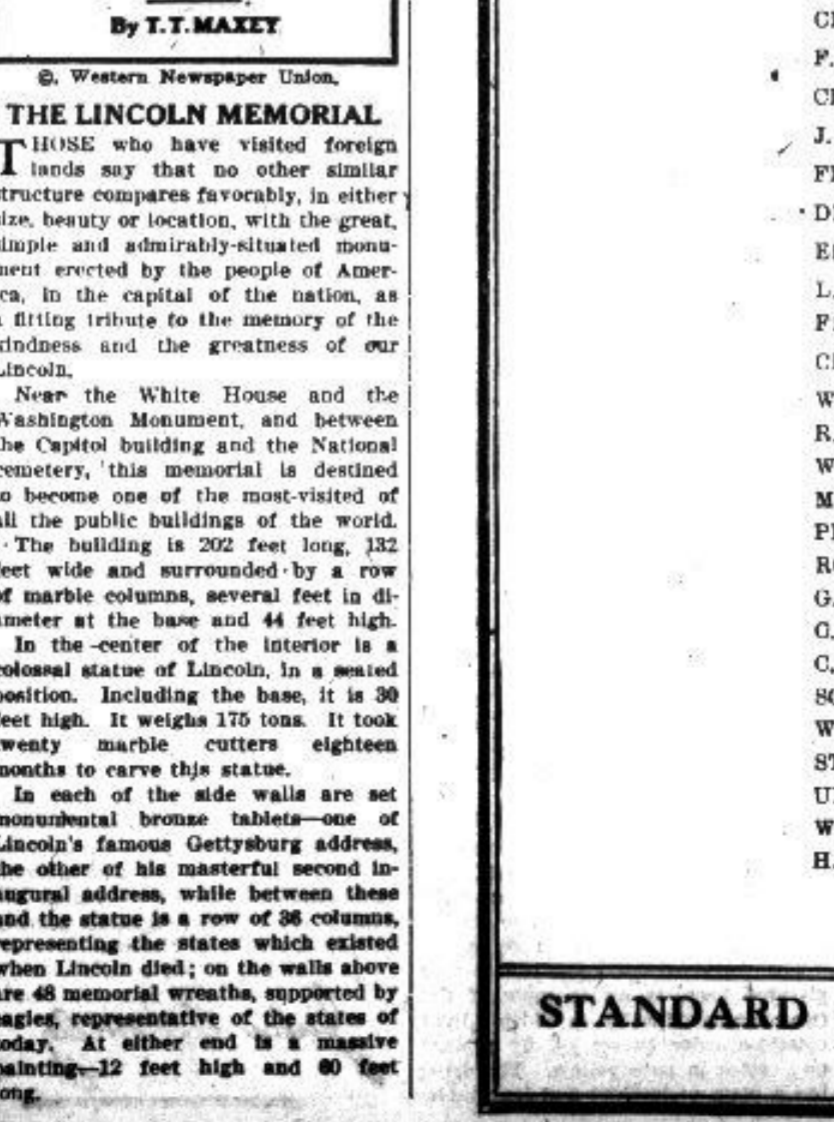 By T.T. MAXEY
©. Western Newspaper Union.
THE LINCOLN MEMORIAL
THOSE who have visited foreign
lands say that no other similar
structure compares favorably, in either
size, beauty or location, with the great,
simple and admirably-situated monu-
ment erected by the people of Amer-
ica, in the capital of the nation, as
a fitting tribute to the memory of the
kindness and the greatness of our
Lincoln.
Near the White House and the
Washington Monument, and between
the Capitol building and the National
cemetery, this memorial is destined
to become one of the most-visited of
all the public buildings of the world.
The building is 202 feet long, 132
feet wide and surrounded by a row
of marble columns, several feet in di-
ameter at the base and 44 feet high.
In the center of the interior is a
colossal statue of Lincoln, in a seated
position. Including the base, it is 30
feet high. It weighs 175 tons. It took
twenty marble cutters eighteen
months to carve this statue.
In each of the side walls are set
monumental bronze tablets—one of
Lincoln's famous Gettysburg address,
the other of his masterful second in-
augural address, while between these
and the statue is a row of 36 columns,
representing the states which existed
when Lincoln died; on the walls above
are 48 memorial wreaths, supported by
eagles, representative of the states of
today. At either end is a massive
painting—12 feet high and 60 feet
long.
F.
J.
L.
R.
G.
C.
C.
H.
STANDARD